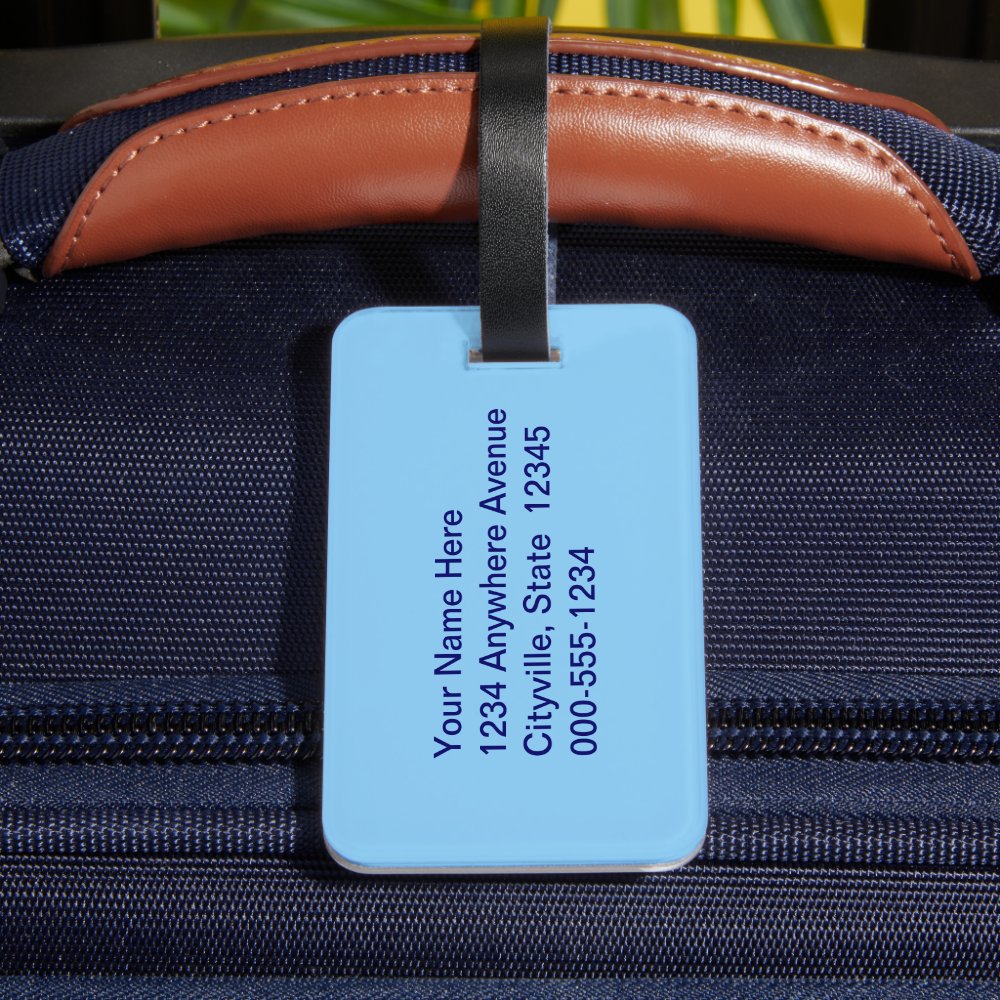 Your Name Here
1234 Anywhere Avenue
Cityville, State  12345
000-555-1234